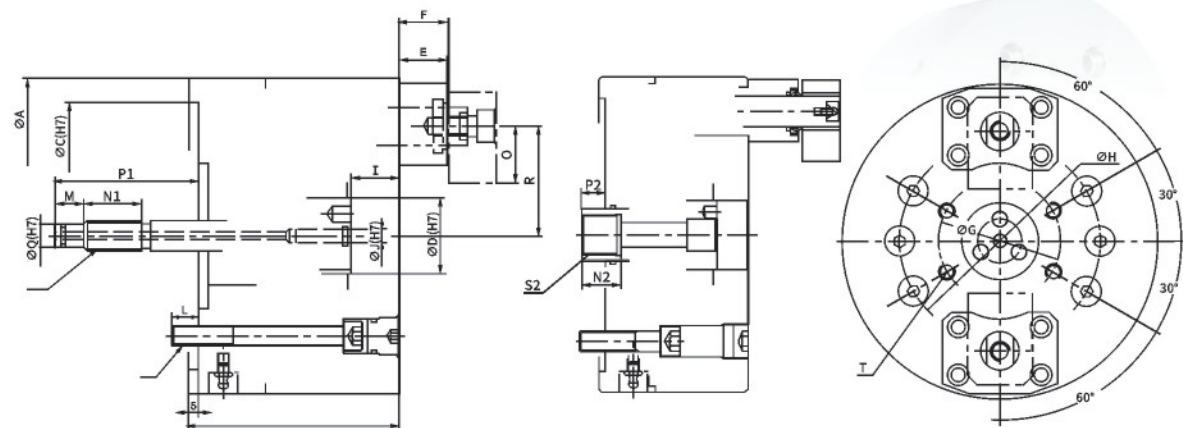 F
E
ØA
ØC(H7)
P1
M
N1
ØQ(H7)
I
O
R
ØJ(H7)
ØD(H7)
L
5
P2
S2
N2
60°
ØH
30°
ØG
30°
T
60°